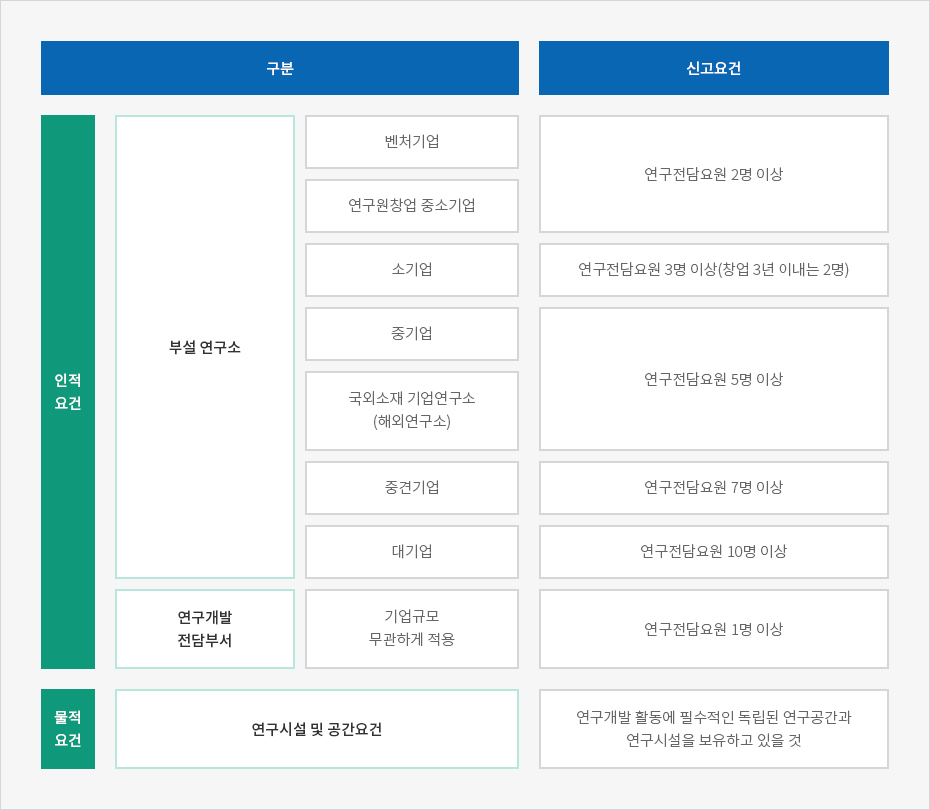 구분
신고요건
인적
요건
부설 연구소
벤처기업
연구원창업 중소기업
연구전담요원 2명 이상
소기업
연구전담요원 3명 이상(창업 3년 이내는 2명)
중기업
국외소재 기업연구소
(해외연구소)
연구전담요원 5명 이상
중견기업
연구전담요원 7명 이상
대기업
연구전담요원 10명 이상
연구개발
전담부서
기업규모
무관하게 적용
연구전담요원 1명 이상
물적
요건
연구시설 및 공간요건
연구개발 활동에 필수적인 독립된 연구공간과
연구시설을 보유하고 있을 것